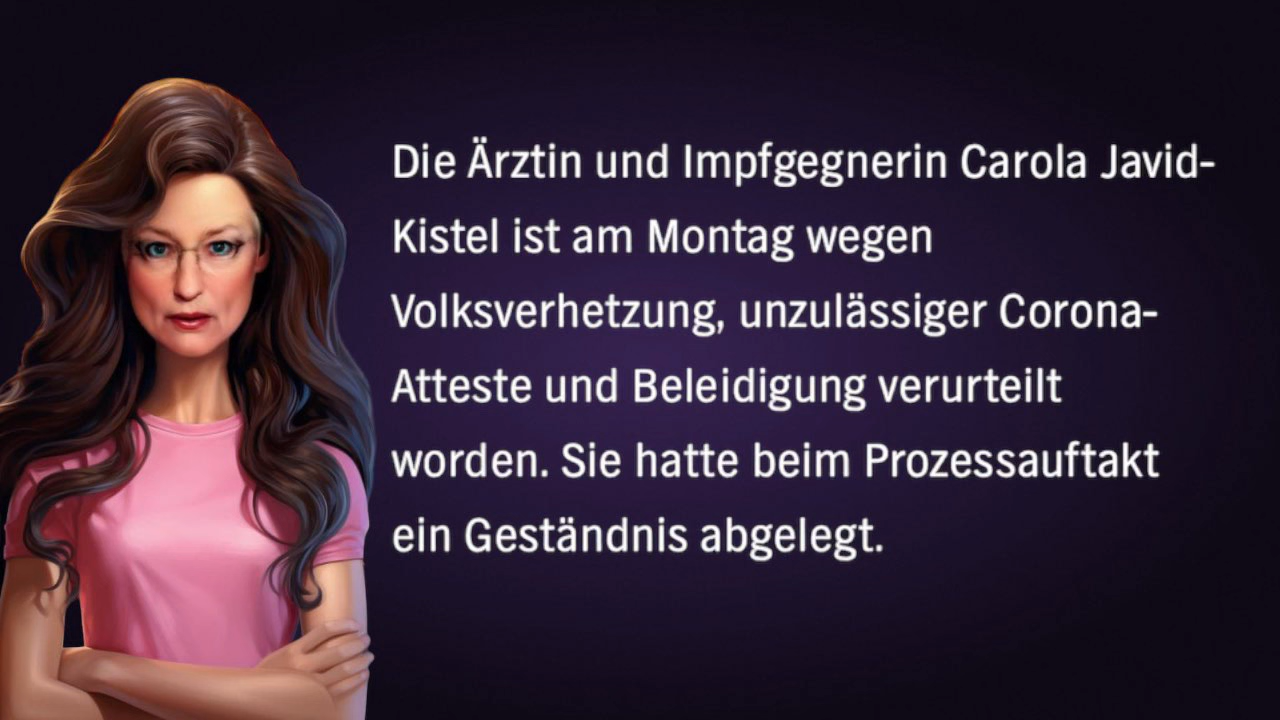 Die Ärztin und Impfgegnerin Carola Javid-
Kistel ist am Montag wegen
Volksverhetzung, unzulässiger Corona-
Atteste und Beleidigung verurteilt
worden. Sie hatte beim Prozessauftakt
ein Geständnis abgelegt.